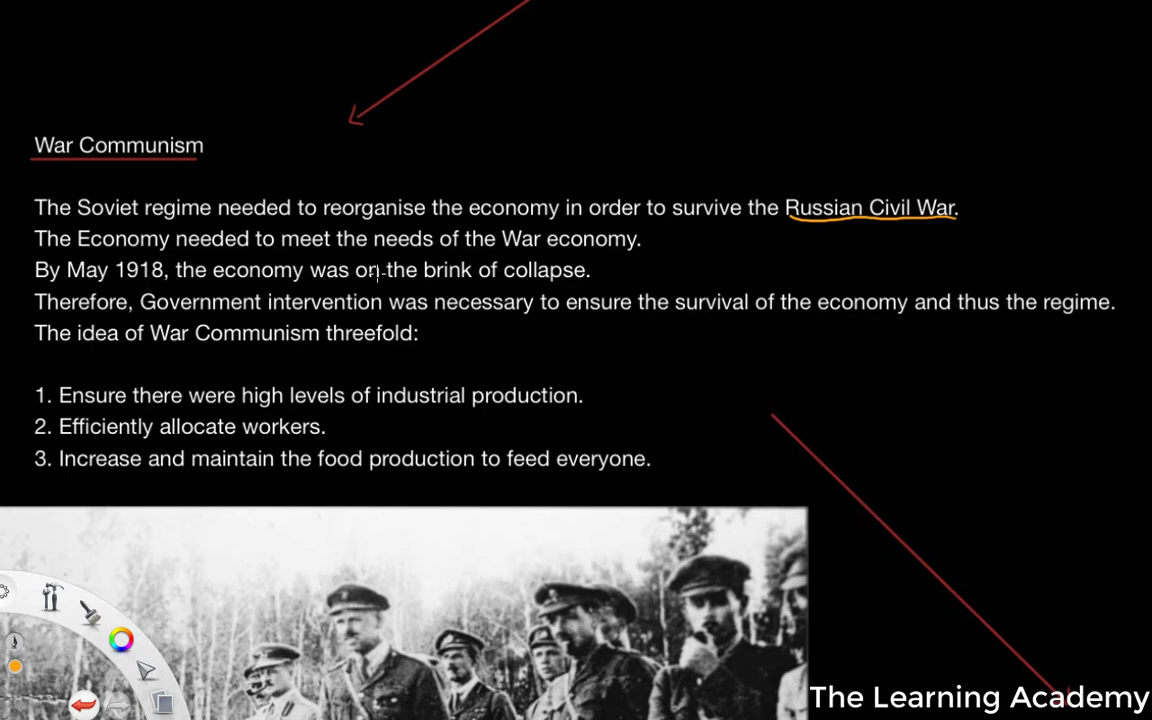 War Communism
The Soviet regime needed to reorganise the economy in order to survive the Russian Civil War.
The Economy needed to meet the needs of the War economy.
By May 1918, the economy was on the brink of collapse.
Therefore, Government intervention was necessary to ensure the survival of the economy and thus the regime.
The idea of War Communism threefold:
1. Ensure there were high levels of industrial production.
2. Efficiently allocate workers.
3. Increase and maintain the food production to feed everyone.
The Learning Academy